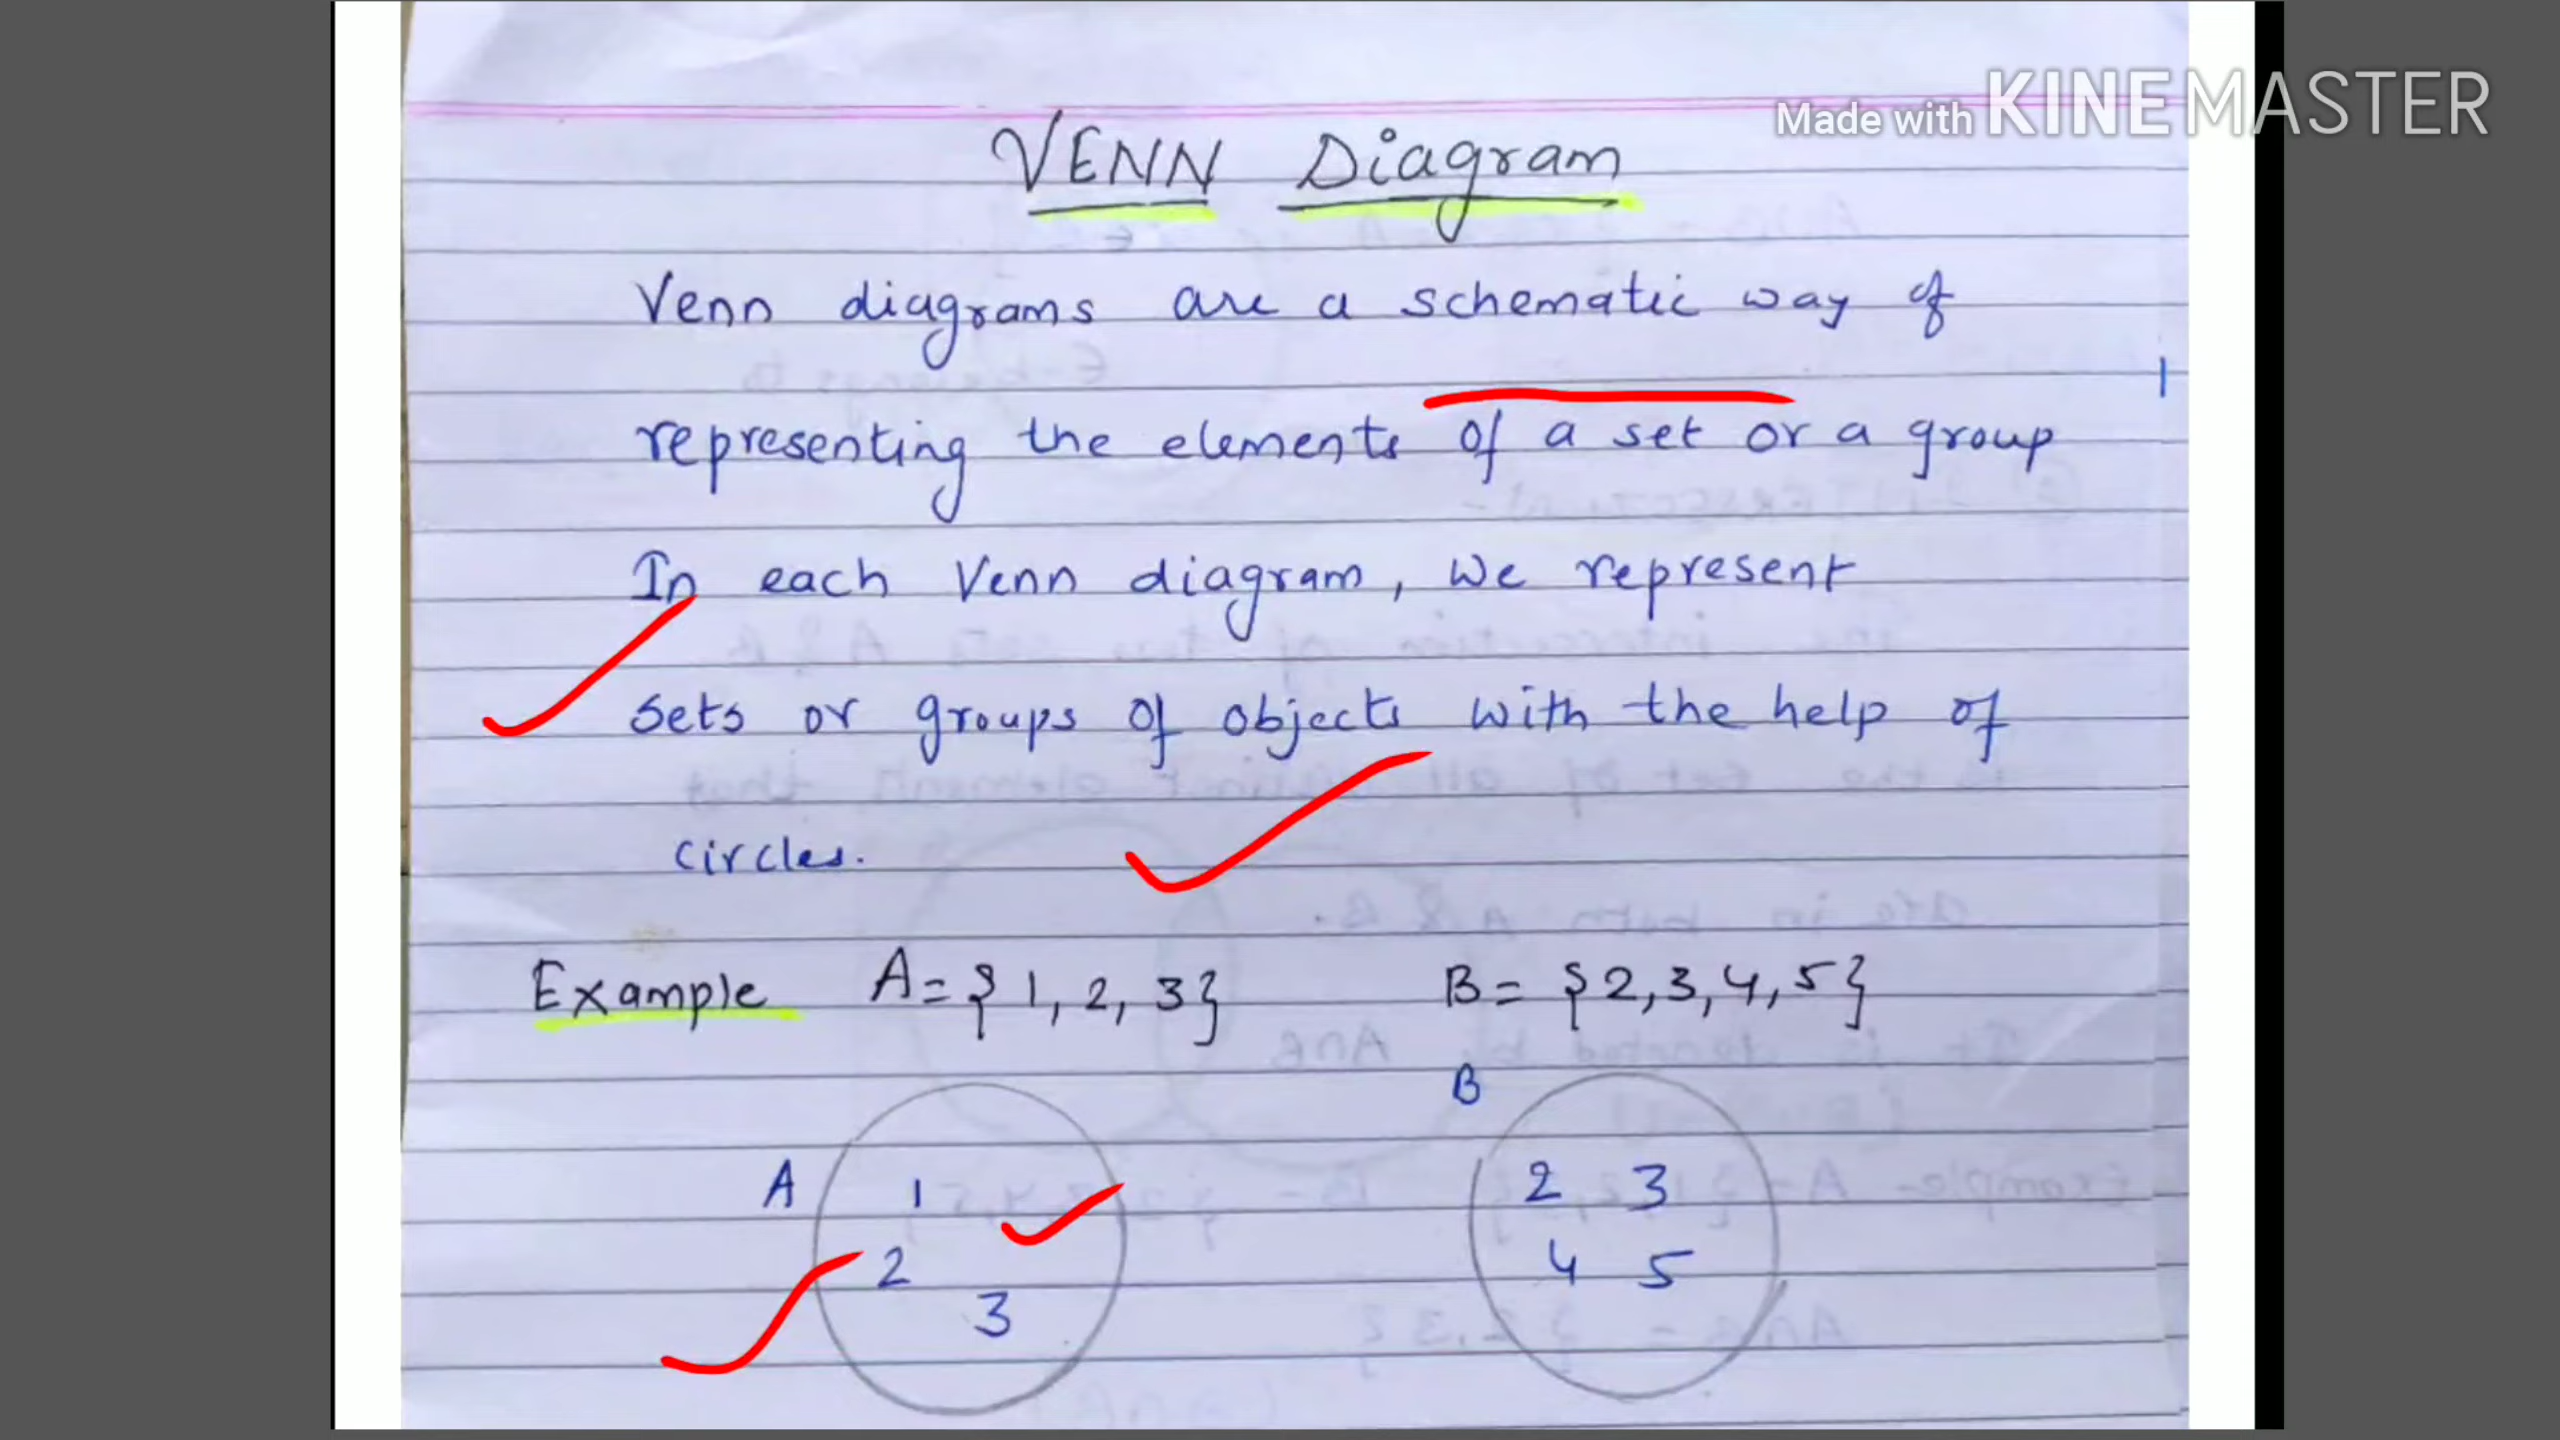 Made with KINEMASTER
VENN Diagram
Venn diagrams are a schematic way of
representing the elements of a set or a group
In each Venn diagram, we represent
sets or groups of objects with the help of
circles.
Example A = {1, 2, 3} B = {2, 3, 4, 5}
B
A 1 2 3
2
3
4 5